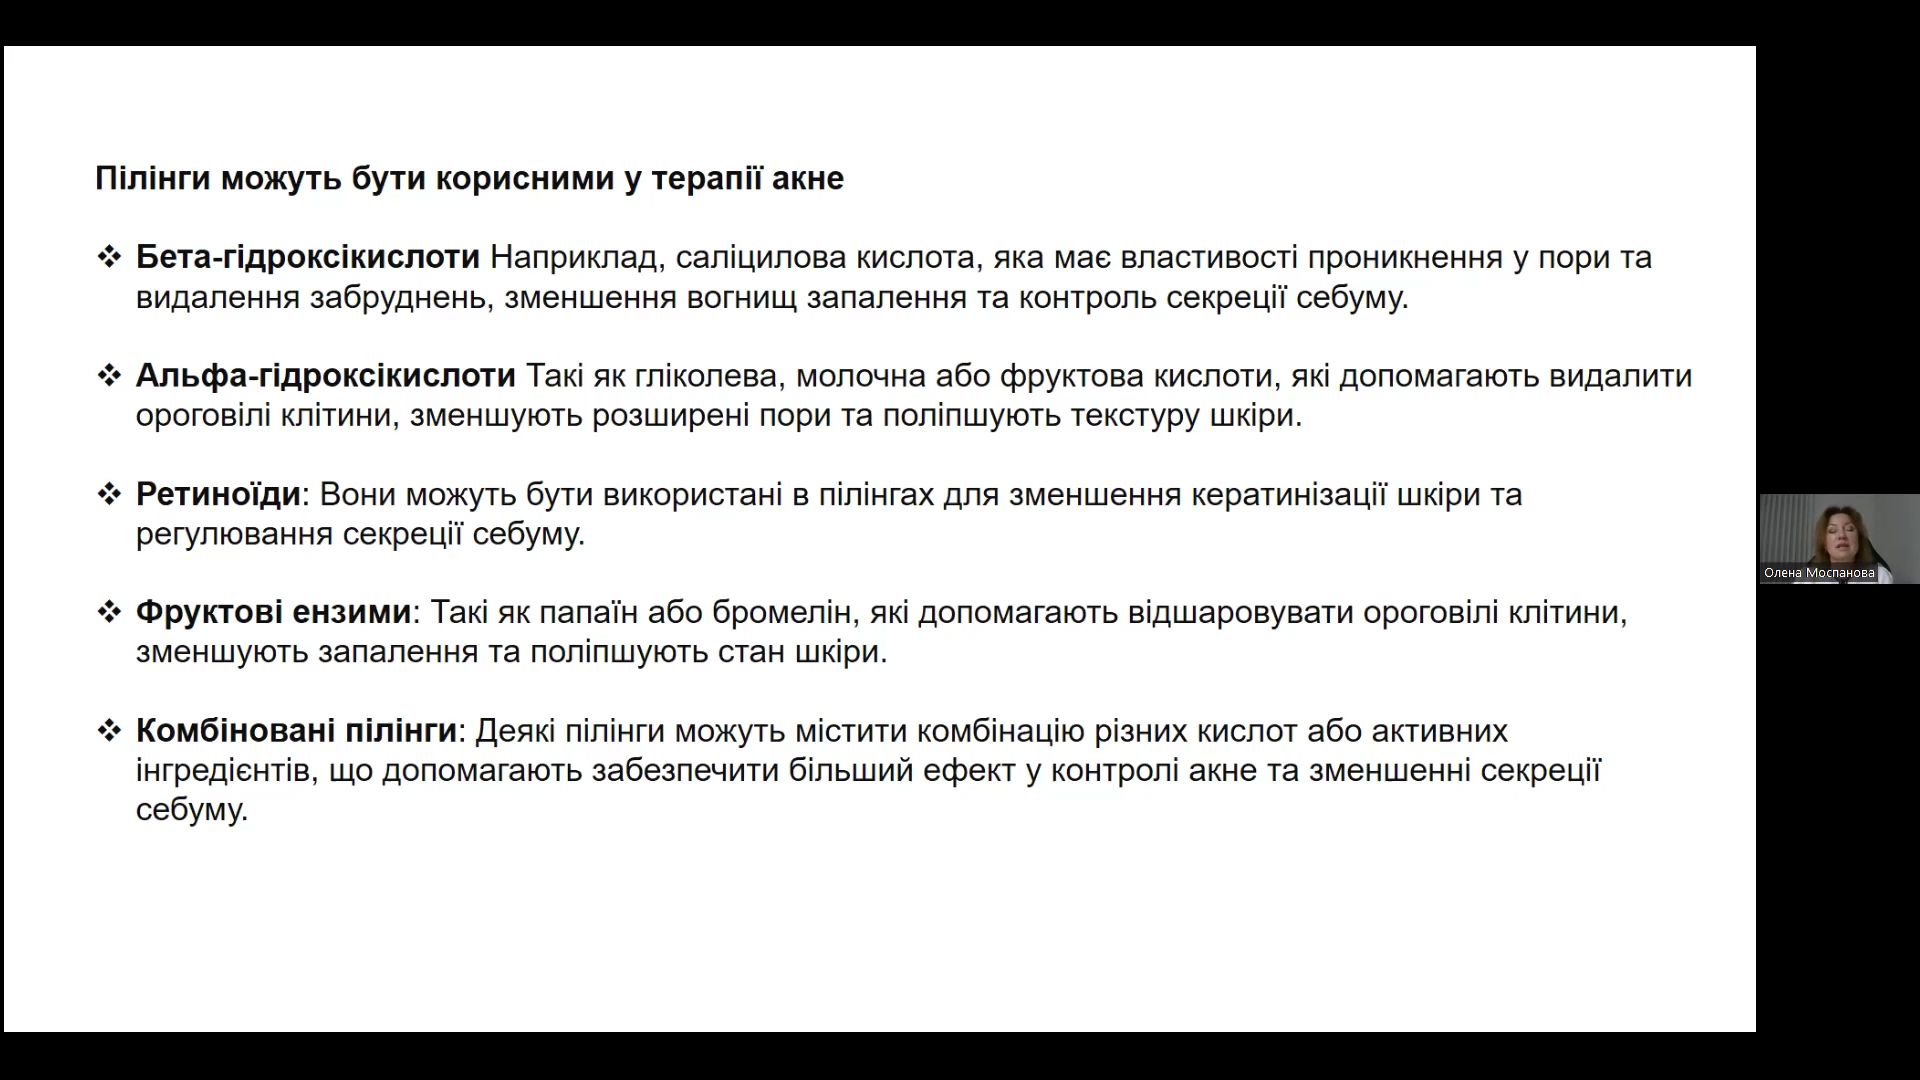 Пілінги можуть бути корисними у терапії акне
❖ Бета-гідроксікислоти Наприклад, саліцилова кислота, яка має властивості проникнення у пори та
видалення забруднень, зменшення вогнищ запалення та контроль секреції себуму.
❖ Альфа-гідроксікислоти Такі як гліколева, молочна або фруктова кислоти, які допомагають видалити
ороговілі клітини, зменшують розширені пори та поліпшують текстуру шкіри.
❖ Ретиноїди: Вони можуть бути використані в пілінгах для зменшення кератинізації шкіри та
регулювання секреції себуму.
❖ Фруктові ензими: Такі як папаїн або бромелін, які допомагають відшаровувати ороговілі клітини,
зменшують запалення та поліпшують стан шкіри.
❖ Комбіновані пілінги: Деякі пілінги можуть містити комбінацію різних кислот або активних
інгредієнтів, що допомагають забезпечити більший ефект у контролі акне та зменшенні секреції
себуму.
Олена Моспанова